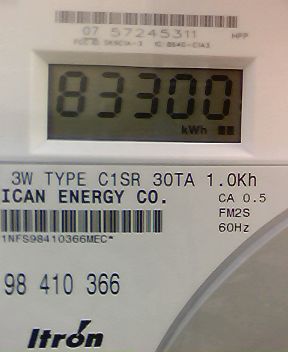 07 57245311 HPP
83300
kWh
3W TYPE C1SR 30TA 1.0Kh
ICAN ENERGY CO. CA 0.5
FM2S
60Hz
1NFS98410366MEC*
98 410 366
Itron